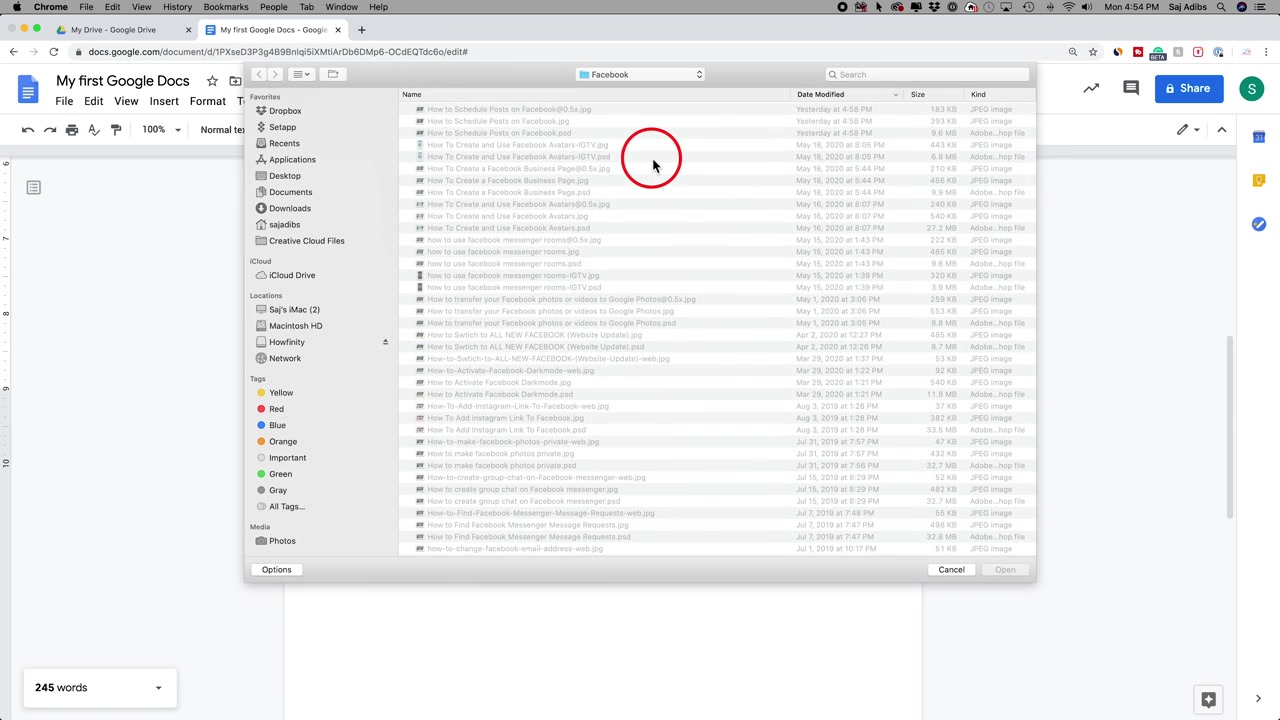 Chrome File Edit View History Bookmarks People Tab Window Help
Mon 4:54 PM Saj Adibs
My Drive - Google Drive
My first Google Docs - Google
docs.google.com/document/d/1PXseD3P3g4B9BnIqi5iXMtiArDb6DMp6-OCdEQTdc6o/edit#
BETA
My first Google Docs
File Edit View Insert Format T
Share
S
100% Normal tex
31
6
7
8
9
10
Facebook
Search
Favorites
Dropbox
Setapp
Recents
Applications
Desktop
Documents
Downloads
sajadibs
Creative Cloud Files
iCloud
iCloud Drive
Locations
Saj's iMac (2)
Macintosh HD
Howfinity
Network
Tags
Yellow
Red
Blue
Orange
Important
Green
Gray
All Tags...
Media
Photos
Name Date Modified Size Kind
How to Schedule Posts on Facebook@0.5x.jpg Yesterday at 4:58 PM 183 KB JPEG image
How to Schedule Posts on Facebook.jpg Yesterday at 4:58 PM 393 KB JPEG image
How to Schedule Posts on Facebook.psd Yesterday at 4:58 PM 9.6 MB Adobe...hop file
How To Create and Use Facebook Avatars-IGTV.jpg May 18, 2020 at 8:05 PM 443 KB JPEG image
How To Create and Use Facebook Avatars-IGTV.psd May 18, 2020 at 8:05 PM 6.8 MB Adobe...hop file
How To Create a Facebook Business Page@0.5x.jpg May 18, 2020 at 5:44 PM 210 KB JPEG image
How To Create a Facebook Business Page.jpg May 18, 2020 at 5:44 PM 456 KB JPEG image
How To Create a Facebook Business Page.psd May 18, 2020 at 5:44 PM 9.9 MB Adobe...hop file
How To Create and Use Facebook Avatars@0.5x.jpg May 16, 2020 at 8:07 PM 240 KB JPEG image
How To Create and Use Facebook Avatars.jpg May 16, 2020 at 8:07 PM 540 KB JPEG image
How To Create and Use Facebook Avatars.psd May 16, 2020 at 8:07 PM 27.2 MB Adobe...hop file
how to use facebook messenger rooms@0.5x.jpg May 15, 2020 at 1:43 PM 222 KB JPEG image
how to use facebook messenger rooms.jpg May 15, 2020 at 1:43 PM 485 KB JPEG image
how to use facebook messenger rooms.psd May 15, 2020 at 1:43 PM 9.6 MB Adobe...hop file
how to use facebook messenger rooms-IGTV.jpg May 15, 2020 at 1:43 PM 320 KB JPEG image
how to use facebook messenger rooms-IGTV.psd May 15, 2020 at 1:39 PM 3.9 MB Adobe...hop file
How to transfer your Facebook photos or videos to Google Photos@0.5x.jpg May 1, 2020 at 3:06 PM 259 KB JPEG image
How to transfer your Facebook photos or videos to Google Photos.jpg May 1, 2020 at 3:06 PM 553 KB JPEG image
How to transfer your Facebook photos or videos to Google Photos.psd May 1, 2020 at 3:05 PM 8.8 MB Adobe...hop file
How to Swtich to ALL NEW FACEBOOK (Website Update).jpg Apr 2, 2020 at 12:27 PM 485 KB JPEG image
How to Swtich to ALL NEW FACEBOOK (Website Update).psd Apr 2, 2020 at 12:26 PM 8.7 MB Adobe...hop file
How-to-Swtich-to-ALL-NEW-FACEBOOK-(Website-Update)-web.jpg Mar 29, 2020 at 1:37 PM 53 KB JPEG image
How-to-Activate-Facebook-Darkmode-web.jpg Mar 29, 2020 at 1:22 PM 92 KB JPEG image
How to Activate Facebook Darkmode.jpg Mar 29, 2020 at 1:21 PM 540 KB JPEG image
How to Activate Facebook Darkmode.psd Mar 29, 2020 at 1:21 PM 11.8 MB Adobe...hop file
How-To-Add-Instagram-Link-To-Facebook-web.jpg Aug 3, 2019 at 1:28 PM 37 KB JPEG image
How To Add Instagram Link To Facebook.jpg Aug 3, 2019 at 1:28 PM 382 KB JPEG image
How To Add Instagram Link To Facebook.psd Aug 3, 2019 at 1:28 PM 33.5 MB Adobe...hop file
How-to-make-facebook-photos-private-web.jpg Jul 31, 2019 at 7:57 PM 47 KB JPEG image
How to make facebook photos private.jpg Jul 31, 2019 at 7:57 PM 432 KB JPEG image
How to make facebook photos private.psd Jul 31, 2019 at 7:56 PM 32.7 MB Adobe...hop file
How-to-create-group-chat-on-Facebook-messenger-web.jpg Jul 15, 2019 at 8:29 PM 52 KB JPEG image
How to create group chat on Facebook messenger.jpg Jul 15, 2019 at 8:29 PM 462 KB JPEG image
How to create group chat on Facebook messenger.psd Jul 15, 2019 at 8:29 PM 32.7 MB Adobe...hop file
How-to-Find-Facebook-Messenger-Message-Requests-web.jpg Jul 7, 2019 at 7:48 PM 55 KB JPEG image
How to Find Facebook Messenger Message Requests.jpg Jul 7, 2019 at 7:47 PM 498 KB JPEG image
How to Find Facebook Messenger Message Requests.psd Jul 7, 2019 at 7:47 PM 32.8 MB Adobe...hop file
how-to-change-facebook-email-address-web.jpg Jul 1, 2019 at 10:17 PM 51 KB JPEG image
Options
Cancel
Open
245 words